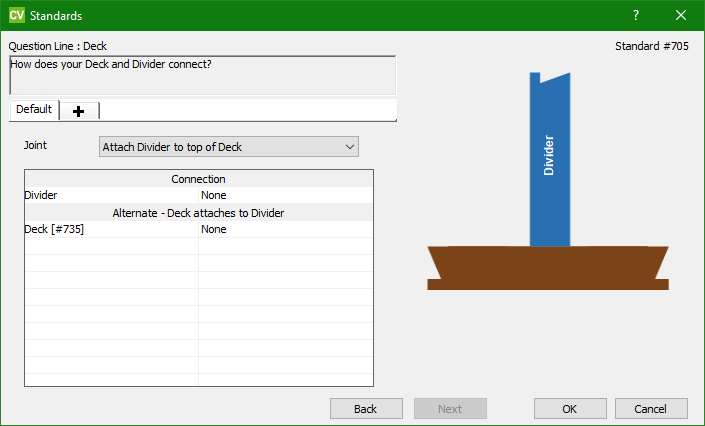 CV Standards
Question Line : Deck
Standard #705
How does your Deck and Divider connect?
Default
Joint
Attach Divider to top of Deck
Connection
Divider None
Alternate - Deck attaches to Divider
Deck [#735] None
Divider
Back Next OK Cancel